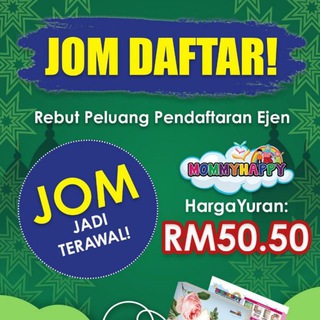 JOM DAFTAR!
Rebut Peluang Pendaftaran Ejen
JOM
JADI
TERAWAL!
MOMMYHAPPY
HargaYuran:
RM50.50